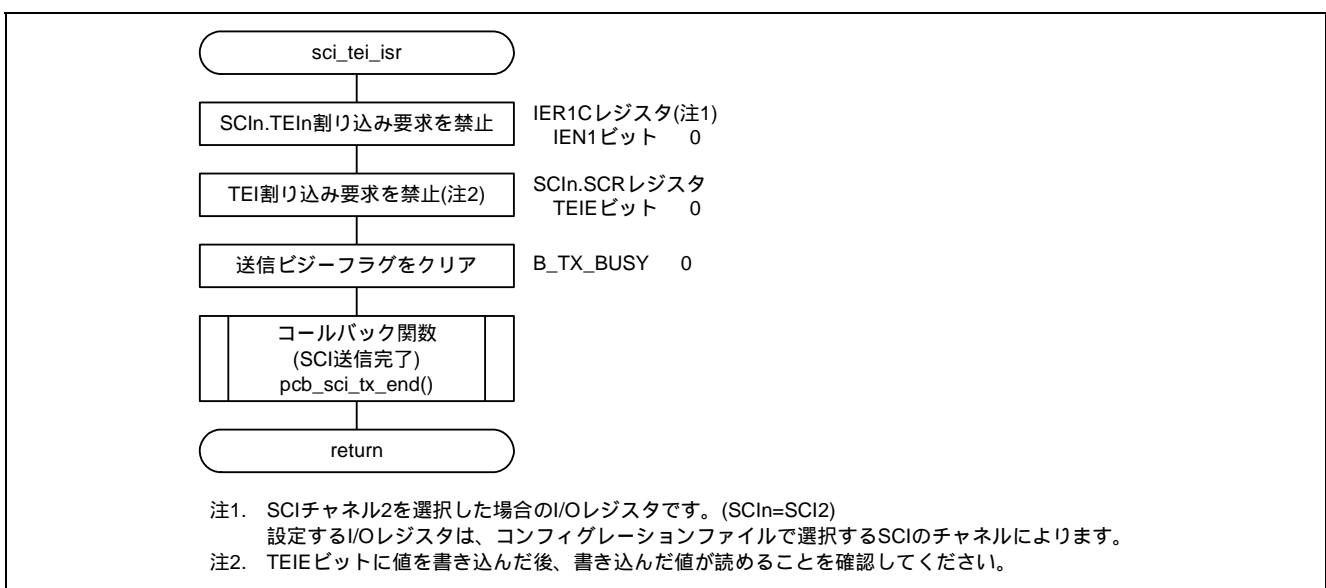 sci_tei_isr
SCIn.TEIn割り込み要求を禁止
IER1Cレジスタ(注1)
IEN1ビット 0
TEI割り込み要求を禁止(注2)
SCIn.SCRレジスタ
TEIEビット 0
送信ビジーフラグをクリア
B_TX_BUSY 0
コールバック関数
(SCI送信完了)
pcb_sci_tx_end()
return
注1. SCIチャネル2を選択した場合のI/Oレジスタです。(SCIn=SCI2)
設定するI/Oレジスタは、コンフィグレーションファイルで選択するSCIのチャネルによります。
注2. TEIEビットに値を書き込んだ後、書き込んだ値が読めることを確認してください。